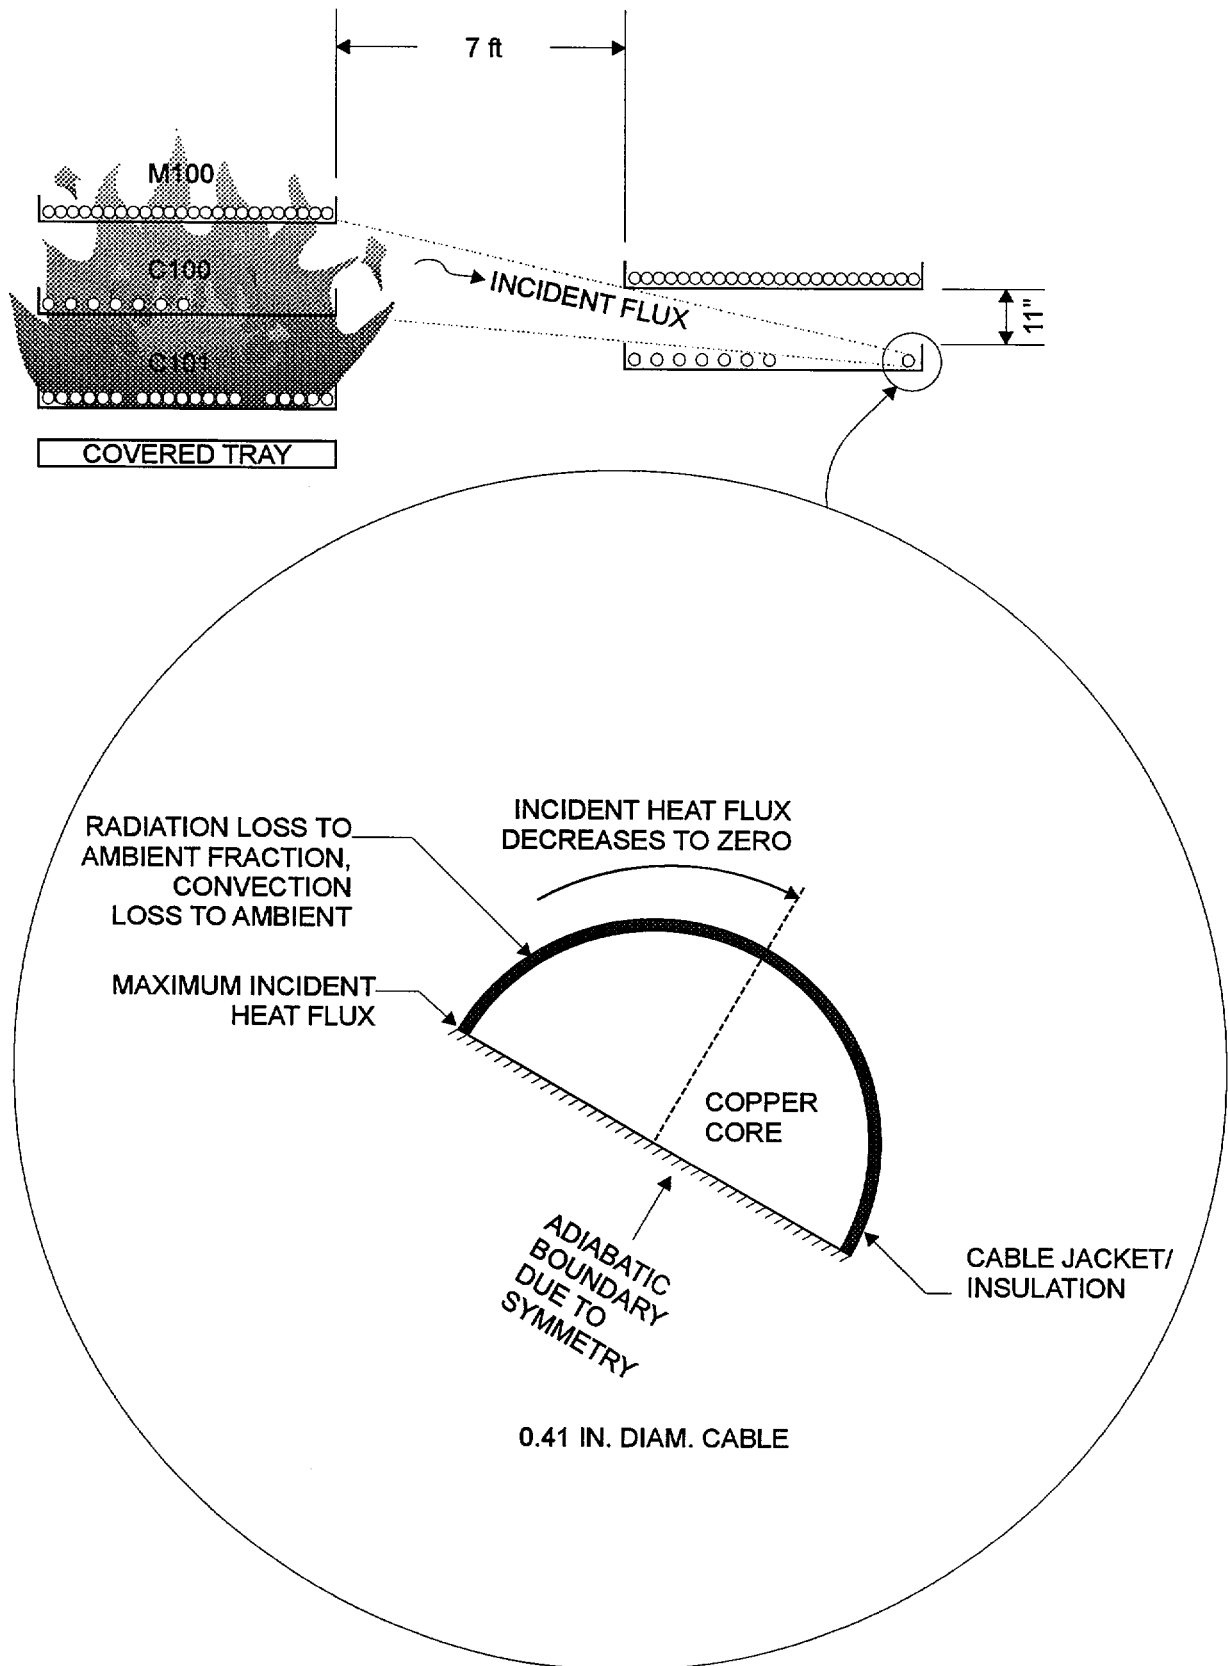 7 ft
M100
C100
C101
COVERED TRAY
INCIDENT FLUX
11"
RADIATION LOSS TO
AMBIENT FRACTION,
CONVECTION
LOSS TO AMBIENT
INCIDENT HEAT FLUX
DECREASES TO ZERO
MAXIMUM INCIDENT
HEAT FLUX
COPPER
CORE
ADIABATIC
BOUNDARY
DUE TO
SYMMETRY
CABLE JACKET/
INSULATION
0.41 IN. DIAM. CABLE